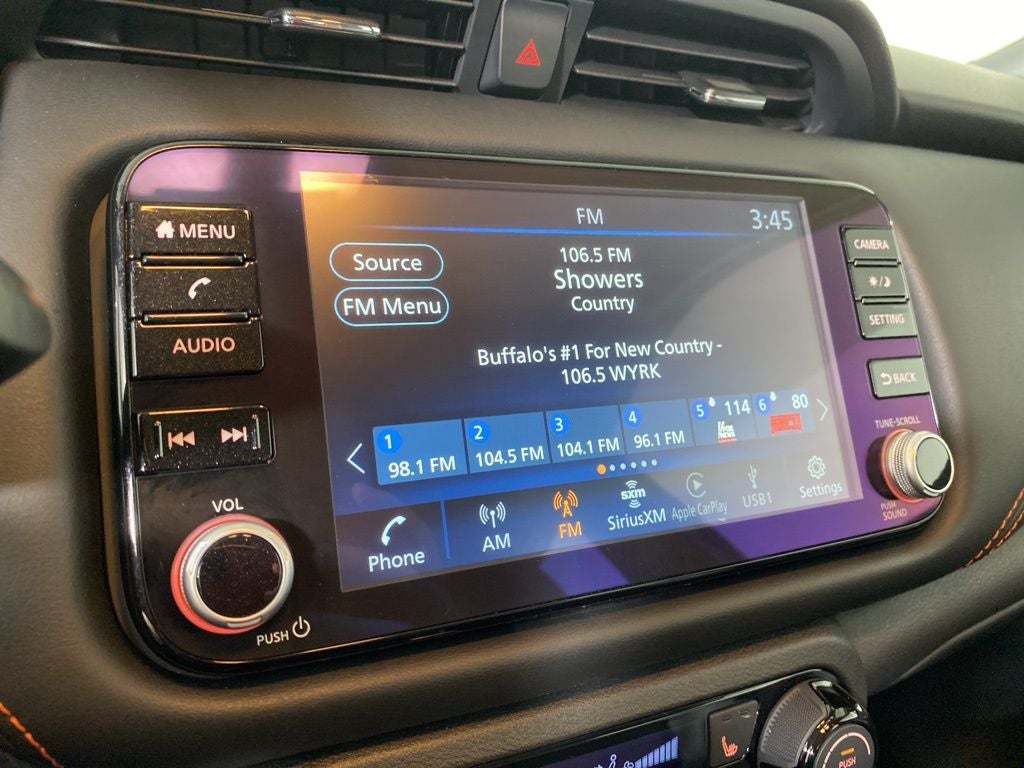 FM 3:45
MENU
CAMERA
Source
106.5 FM
Showers
FM Menu
Country
SETTING
AUDIO
Buffalo's #1 For New Country -
106.5 WYRK
BACK
1 98.1 FM
2 104.5 FM
3 104.1 FM
4 96.1 FM
5 114
FOX NEWS
6 80
TUNE•SCROLL
VOL
Phone
AM
FM
sxm
SiriusXM
Apple CarPlay
USB1
Settings
PUSH
SOUND
PUSH
PUSH